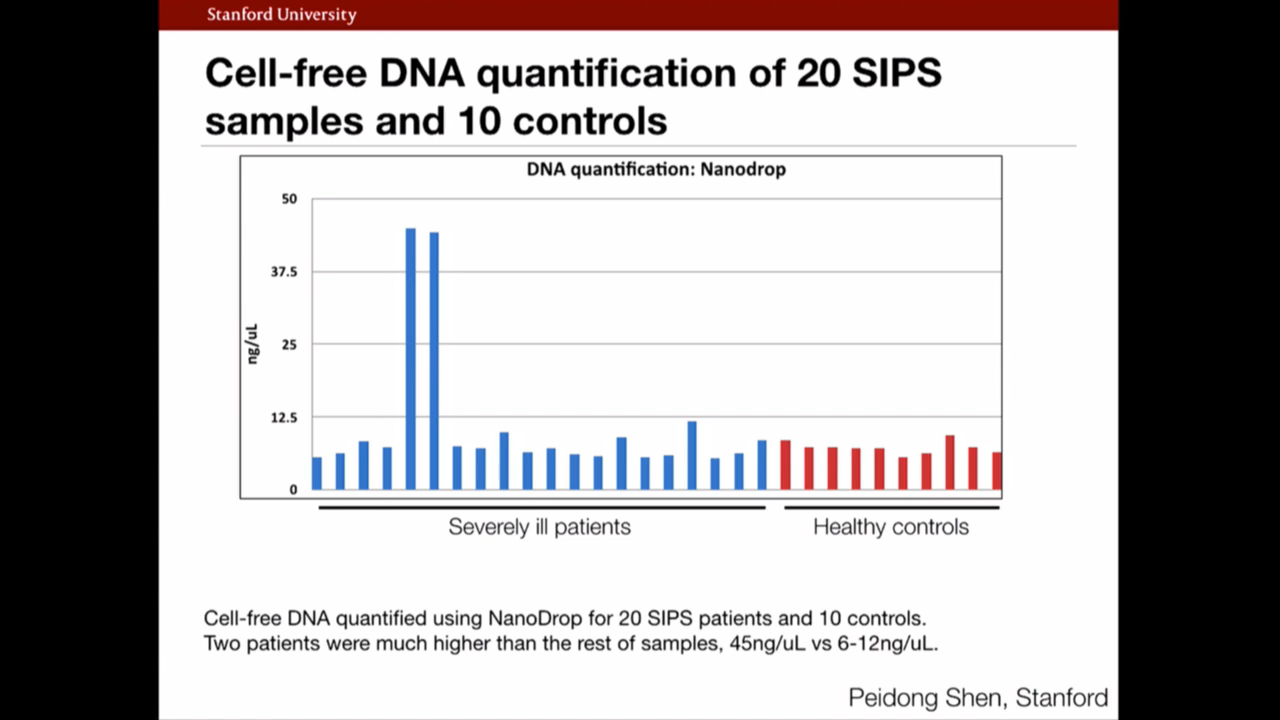 Stanford University
Cell-free DNA quantification of 20 SIPS
samples and 10 controls
DNA quantification: Nanodrop
50
37.5
25
12.5
0
ng/uL
Severely ill patients
Healthy controls
Cell-free DNA quantified using NanoDrop for 20 SIPS patients and 10 controls.
Two patients were much higher than the rest of samples, 45ng/uL vs 6-12ng/uL.
Peidong Shen, Stanford